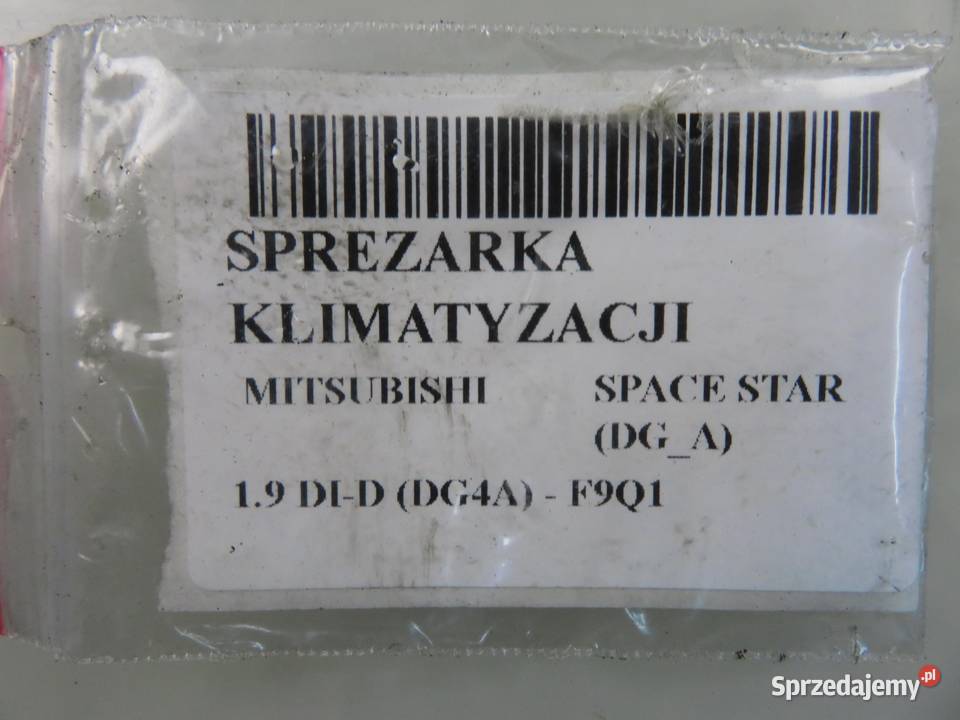 SPREZARKA
KLIMATYZACJI
MITSUBISHI SPACE STAR
(DG_A)
1.9 DI-D (DG4A) - F9Q1
,
Sprzedajemy.pl